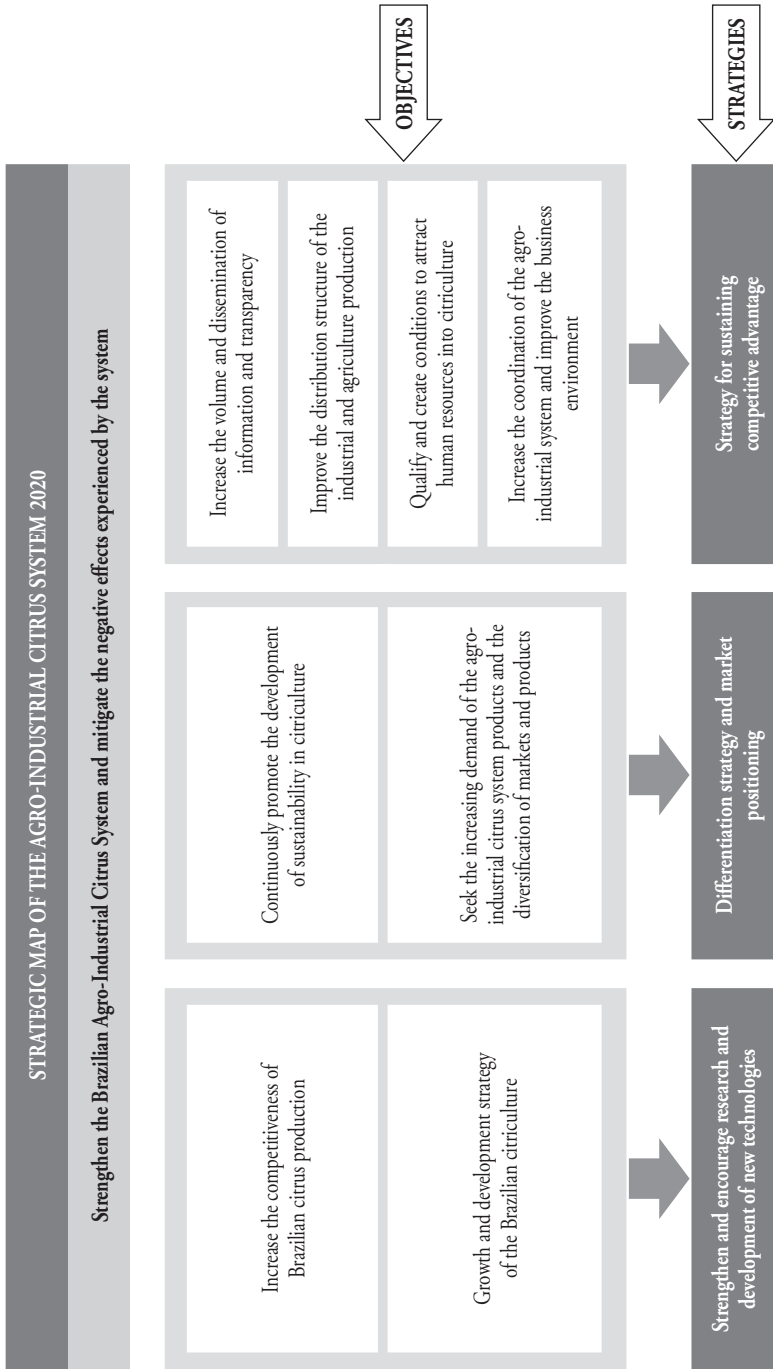 STRATEGIC MAP OF THE AGRO-INDUSTRIAL CITRUS SYSTEM 2020
Strengthen the Brazilian Agro-Industrial Citrus System and mitigate the negative effects experienced by the system
Increase the competitiveness of
Brazilian citrus production
Growth and development strategy
of the Brazilian citriculture
Continuously promote the development
of sustainability in citriculture
Seek the increasing demand of the agro-
industrial citrus system products and the
diversification of markets and products
Increase the volume and dissemination of
information and transparency
Improve the distribution structure of the
industrial and agriculture production
Qualify and create conditions to attract
human resources into citriculture
Increase the coordination of the agro-
industrial system and improve the business
environment
OBJECTIVES
Strengthen and encourage research and
development of new technologies
Differentiation strategy and market
positioning
Strategy for sustaining
competitive advantage
STRATEGIES